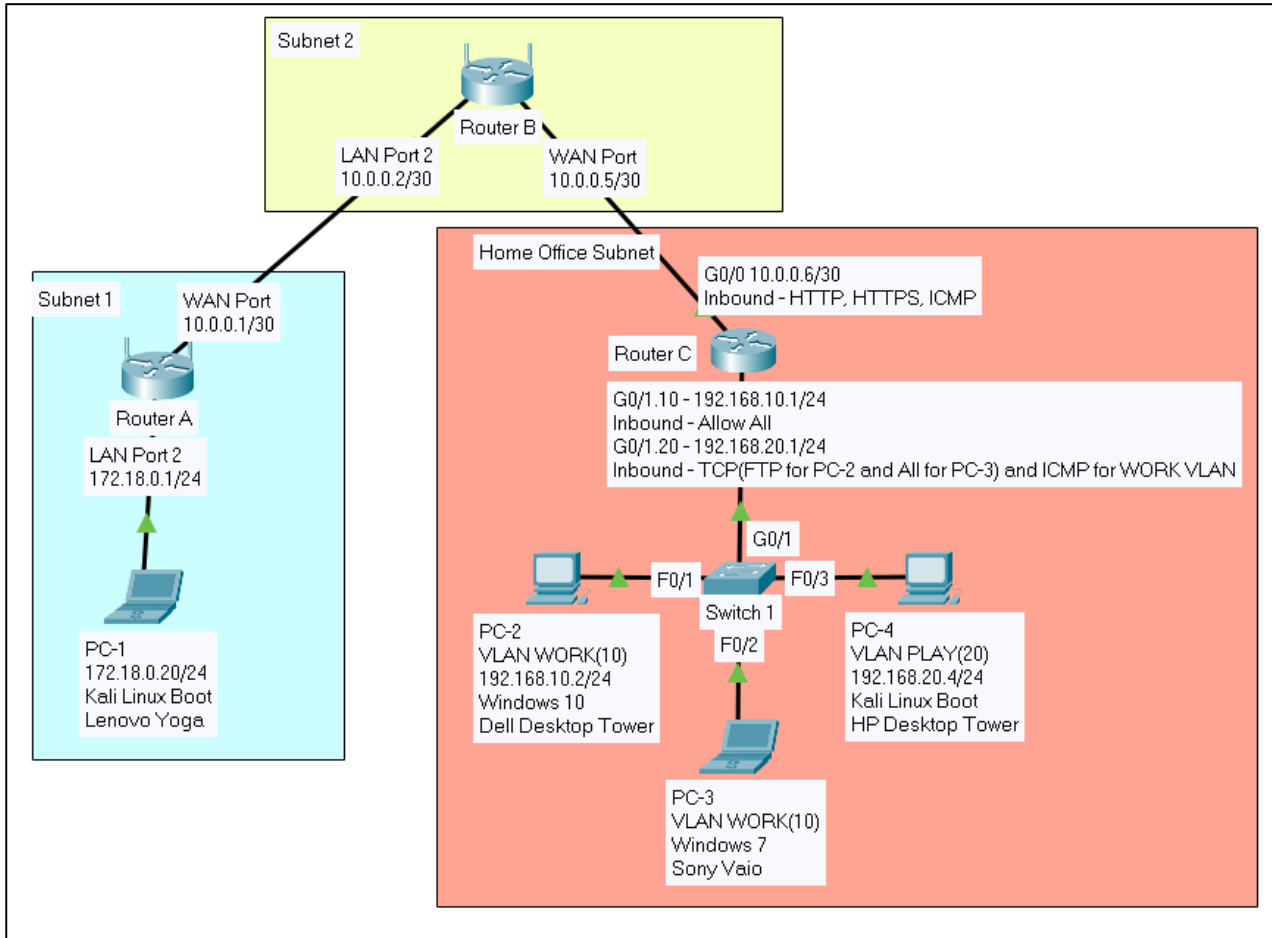 Subnet 2
Router B
LAN Port 2
10.0.0.2/30
WAN Port
10.0.0.5/30
Home Office Subnet
G0/0 10.0.0.6/30
Inbound - HTTP, HTTPS, ICMP
Subnet 1
WAN Port
10.0.0.1/30
Router C
Router A
G0/1.10 - 192.168.10.1/24
Inbound - Allow All
G0/1.20 - 192.168.20.1/24
Inbound - TCP(FTP for PC-2 and All for PC-3) and ICMP for WORK VLAN
LAN Port 2
172.18.0.1/24
G0/1
F0/1
F0/3
Switch 1
F0/2
PC-1
172.18.0.20/24
Kali Linux Boot
Lenovo Yoga
PC-2
VLAN WORK(10)
192.168.10.2/24
Windows 10
Dell Desktop Tower
PC-4
VLAN PLAY(20)
192.168.20.4/24
Kali Linux Boot
HP Desktop Tower
PC-3
VLAN WORK(10)
Windows 7
Sony Vaio